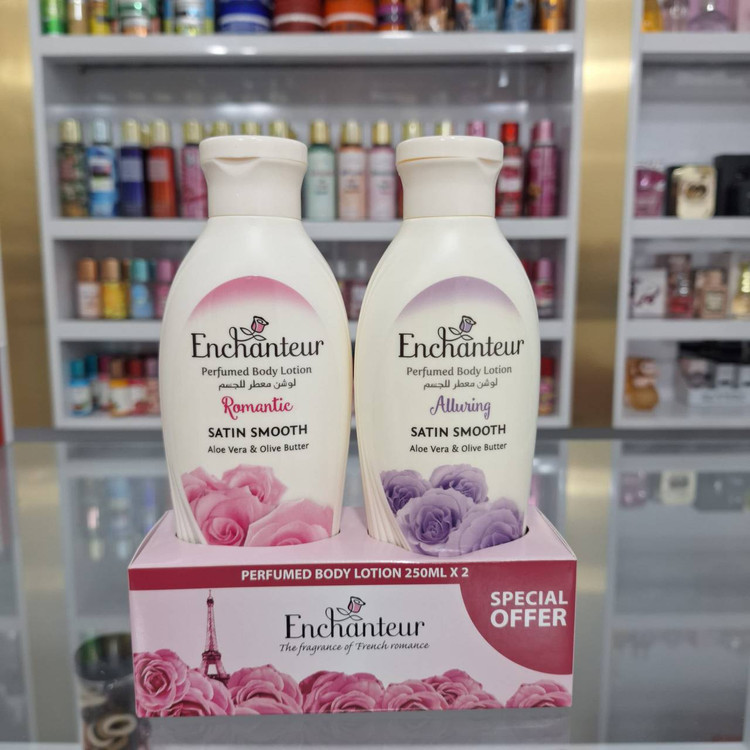 Enchanteur
Perfumed Body Lotion
لوشن معطر للجسم
Romantic
SATIN SMOOTH
Aloe Vera & Olive Butter
Enchanteur
Perfumed Body Lotion
لوشن معطر للجسم
Alluring
SATIN SMOOTH
Aloe Vera & Olive Butter
PERFUMED BODY LOTION 250ML X 2
SPECIAL
OFFER
Enchanteur
The fragrance of French romance